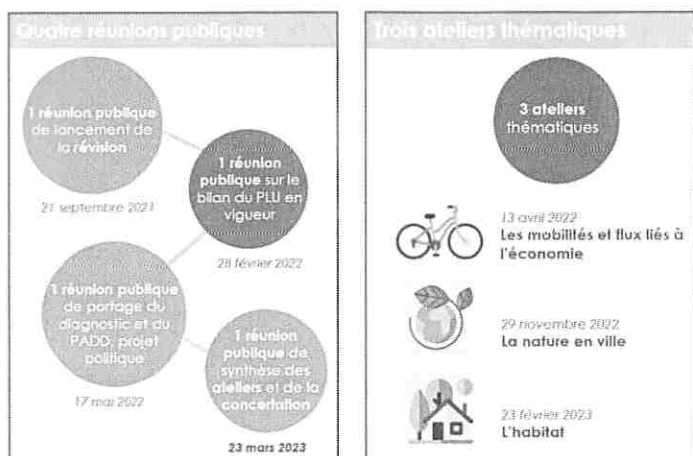 Quatre réunions publiques
1 réunion publique
de lancement de
la révision
21 septembre 2021
1 réunion
publique sur le
bilan du PLU en
vigueur
28 février 2022
1 réunion publique
de partage du
diagnostic et du
PADD, projet
politique
17 mai 2022
1 réunion
publique de
synthèse des
ateliers et de la
concertation
23 mars 2023
Trois ateliers thématiques
3 ateliers
thématiques
13 avril 2022
Les mobilités et flux liés à
l'économie
29 novembre 2022
La nature en ville
23 février 2023
L'habitat